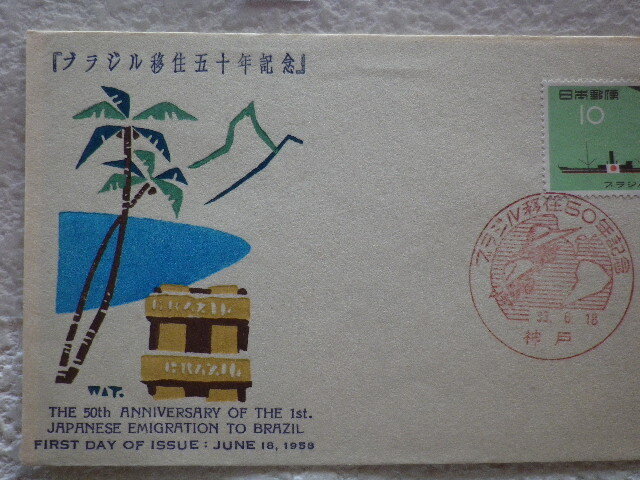 『ブラジル移住五十年記念』
日本郵便
10
ブラジ
ブラジル移住50年記念
33.6.18
神戸
BRAZIL
BRAZIL
WAT.
THE 50th ANNIVERSARY OF THE 1st.
JAPANESE EMIGRATION TO BRAZIL
FIRST DAY OF ISSUE: JUNE 18, 1958